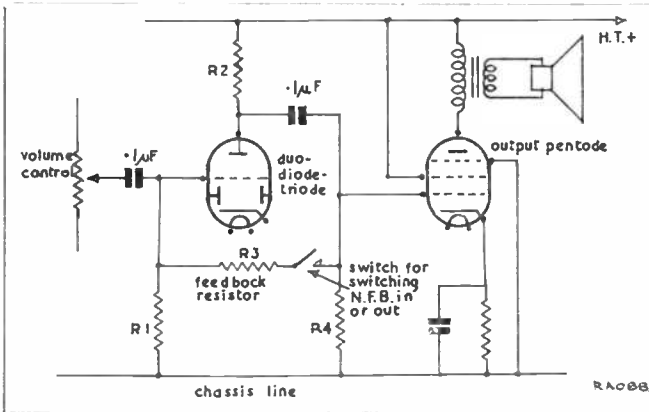 H.T.+
R2
·1µF
volume
control
·1µF
duo-
diode-
triode
output pentode
R3
feedback
resistor
switch for
switching
N.F.B. in
or out
R1
R4
chassis line